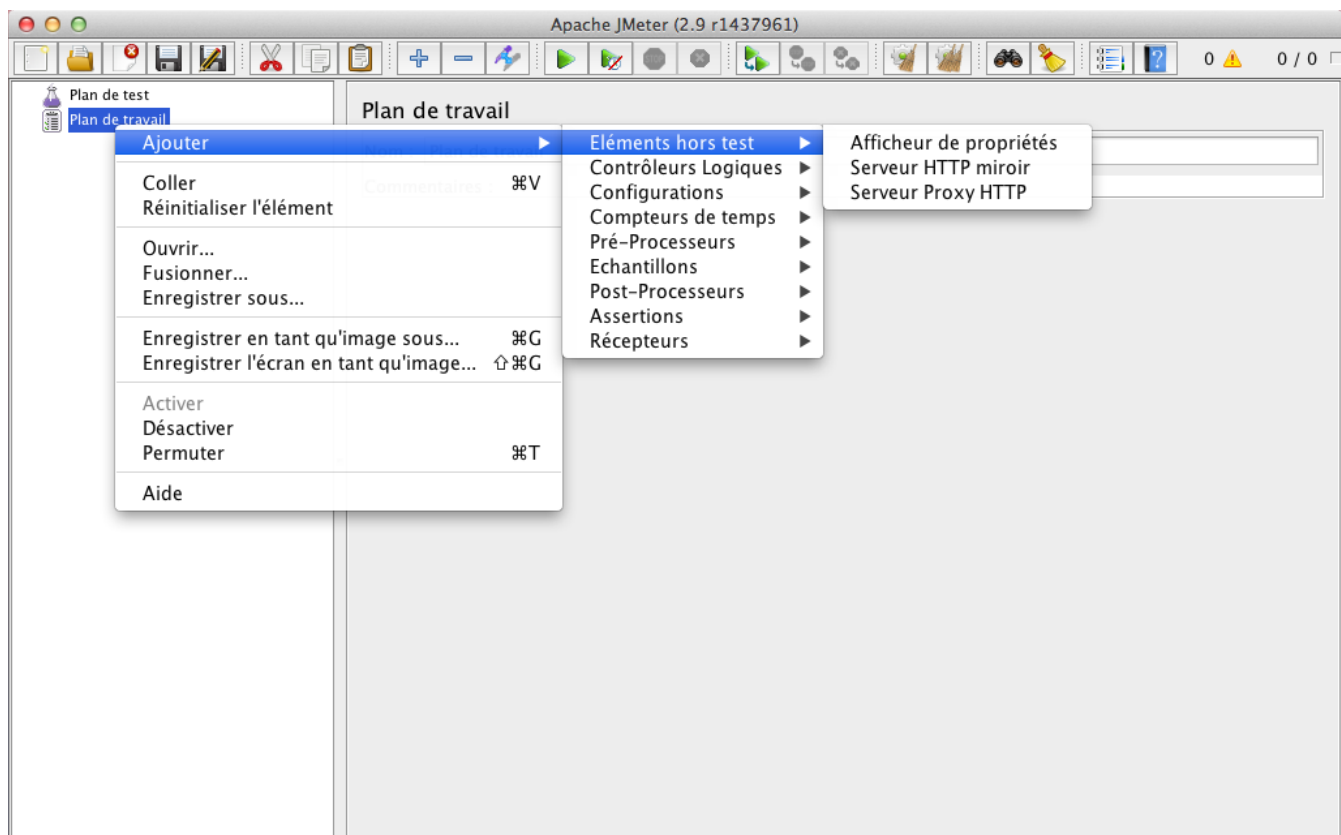 Apache JMeter (2.9 r1437961)
0
0 / 0
Plan de test
Plan de travail
Plan de travail
Ajouter
Coller ⌘V
Réinitialiser l'élément
Ouvrir...
Fusionner...
Enregistrer sous...
Enregistrer en tant qu'image sous... ⌘G
Enregistrer l'écran en tant qu'image... ⇧⌘G
Activer
Désactiver
Permuter ⌘T
Aide
Eléments hors test
Contrôleurs Logiques
Configurations
Compteurs de temps
Pré-Processeurs
Echantillons
Post-Processeurs
Assertions
Récepteurs
Afficheur de propriétés
Serveur HTTP miroir
Serveur Proxy HTTP
Commentaires :